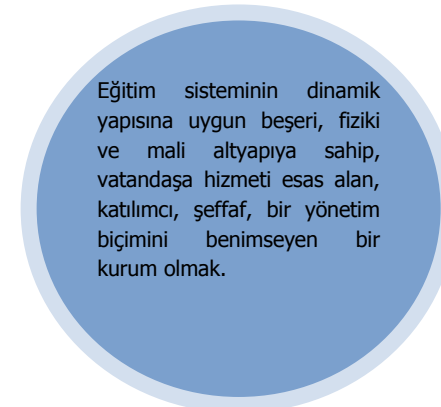 Eğitim sisteminin dinamik
yapısına uygun beşeri, fiziki
ve mali altyapıya sahip,
vatandaşa hizmeti esas alan,
katılımcı, şeffaf, bir yönetim
biçimini benimseyen bir
kurum olmak.